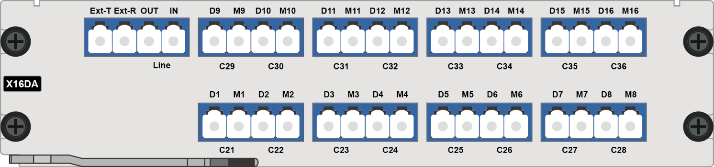 Ext-T Ext-R OUT IN D9 M9 D10 M10 D11 M11 D12 M12 D13 M13 D14 M14 D15 M15 D16 M16
Line C29 C30 C31 C32 C33 C34 C35 C36
X16DA
D1 M1 D2 M2 D3 M3 D4 M4 D5 M5 D6 M6 D7 M7 D8 M8
C21 C22 C23 C24 C25 C26 C27 C28